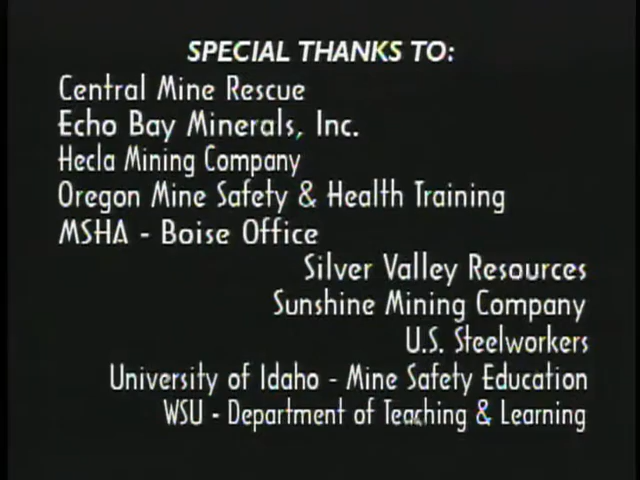 SPECIAL THANKS TO:
Central Mine Rescue
Echo Bay Minerals, Inc.
Hecla Mining Company
Oregon Mine Safety & Health Training
MSHA - Boise Office
Silver Valley Resources
Sunshine Mining Company
U.S. Steelworkers
University of Idaho - Mine Safety Education
WSU - Department of Teaching & Learning